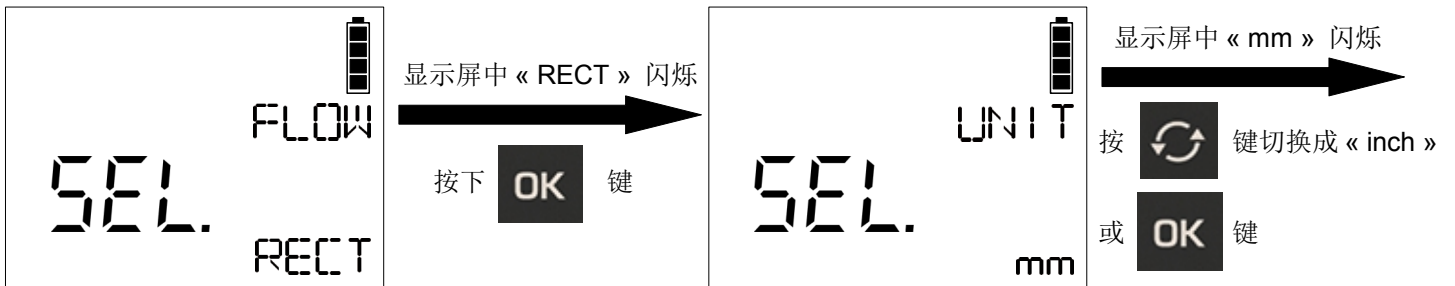 FLOW
SEL.
RECT
显示屏中 « RECT » 闪烁
按下 OK 键
UNIT
SEL.
mm
显示屏中 « mm » 闪烁
按 键切换成 « inch »
或 OK 键